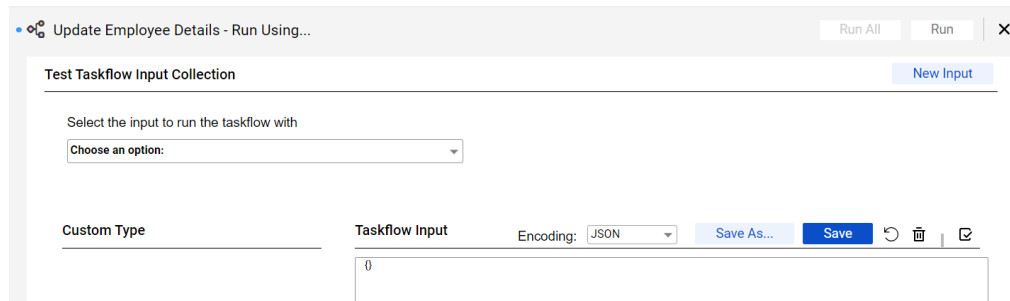 Update Employee Details - Run Using...
Run All
Run
Test Taskflow Input Collection
New Input
Select the input to run the taskflow with
Choose an option:
Custom Type
Taskflow Input
Encoding:
JSON
Save As...
Save
{}